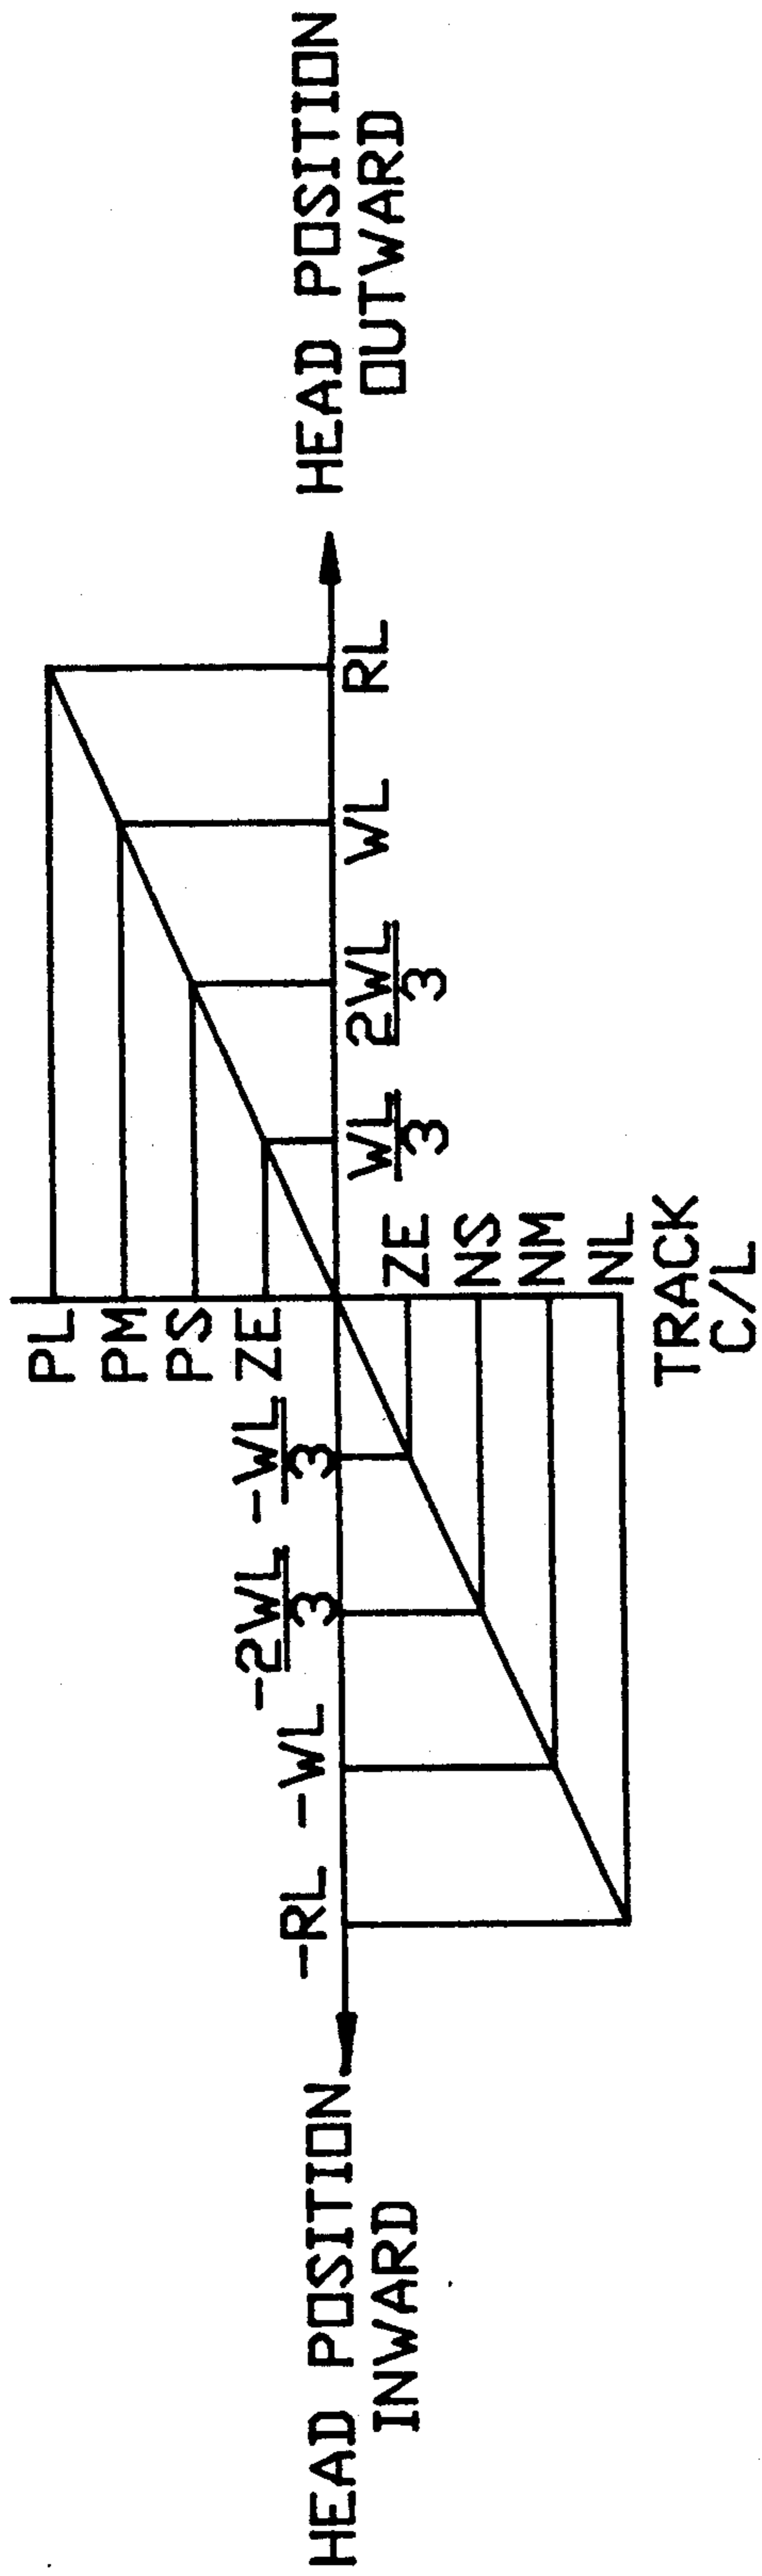 PL
PM
PS
ZE
-WL
3
-2WL
3
-WL
-RL
HEAD POSITION
INWARD
HEAD POSITION
OUTWARD
WL
3
2WL
3
WL
RL
ZE
NS
NM
NL
TRACK
C/L